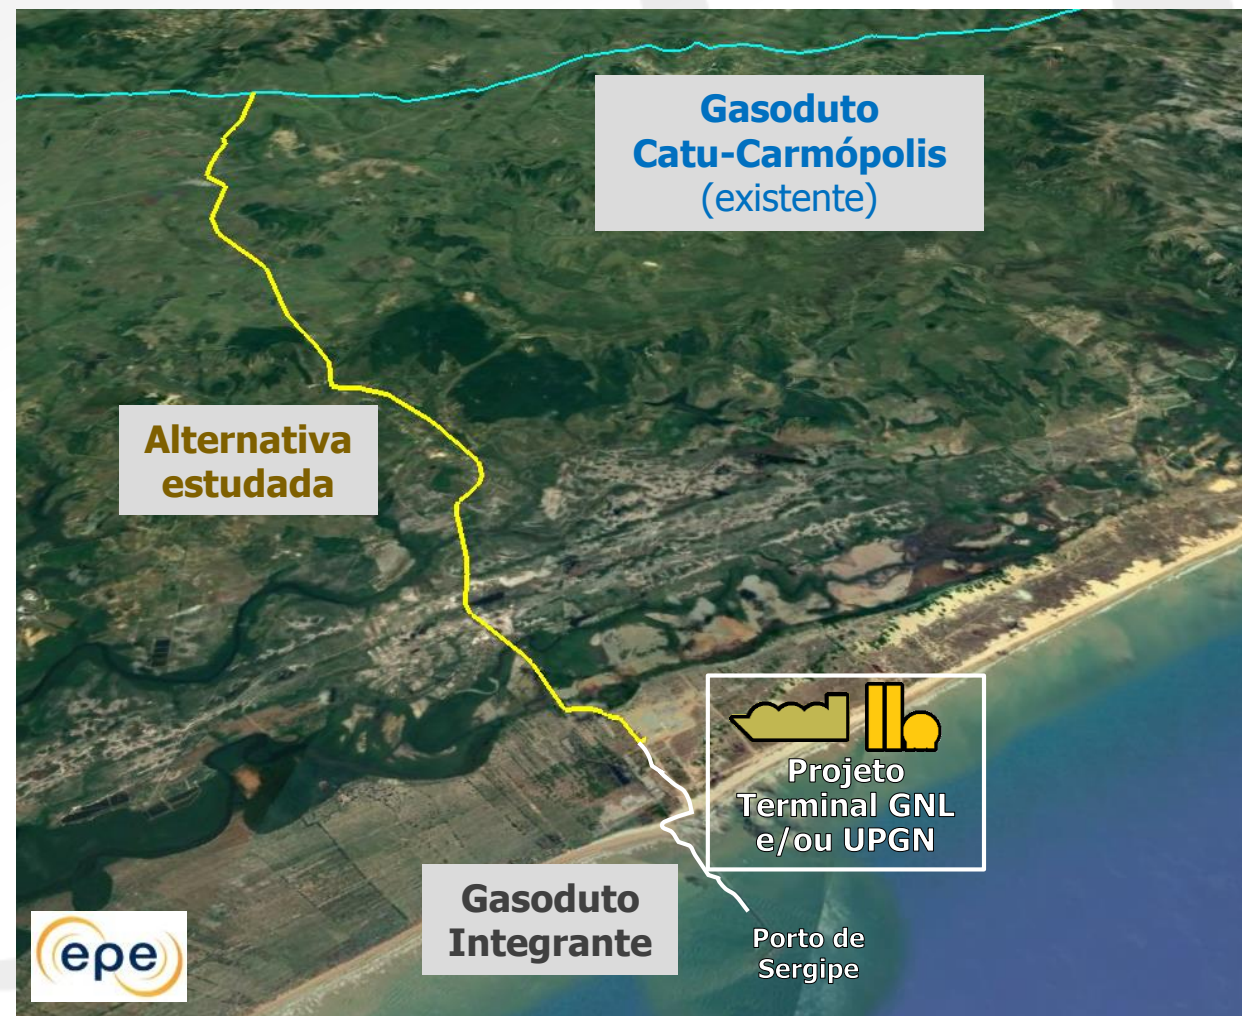 Gasoduto
Catu-Carmópolis
(existente)
Alternativa
estudada
Projeto
Terminal GNL
e/ou UPGN
Gasoduto
Integrante
Porto de
Sergipe
epe